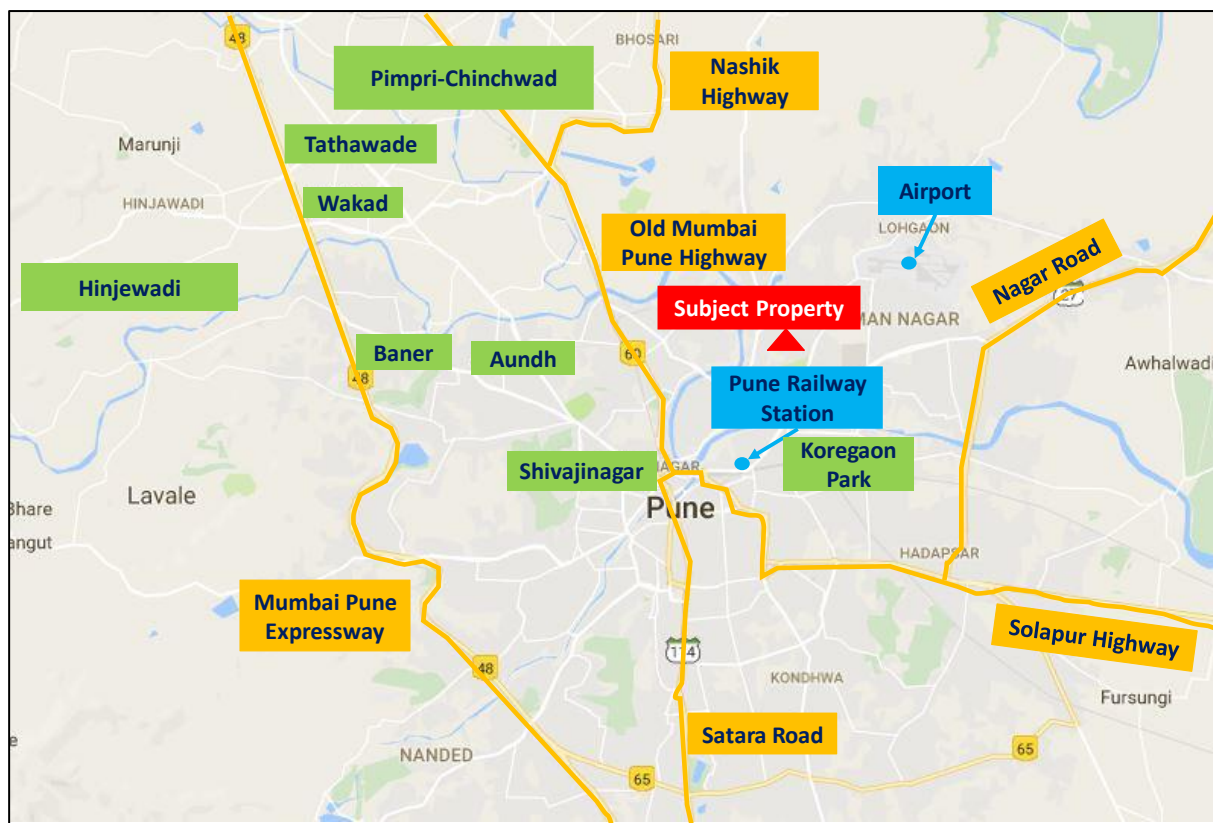 48
BHOSARI
Pimpri-Chinchwad
Nashik
Highway
Marunji
Tathawade
HINJAWADI
Wakad
Airport
Old Mumbai
Pune Highway
LOHGAON
Hinjewadi
Nagar Road
27
Subject Property
MAN NAGAR
Baner
Aundh
60
48
Awhalwadi
Pune Railway
Station
Shivajinagar
NAGAR
Koregaon
Park
Lavale
Pune
Bhare
angut
HADAPSAR
Mumbai Pune
Expressway
Solapur Highway
114
48
KONDHWA
Fursungi
Satara Road
e
NANDED
65
65